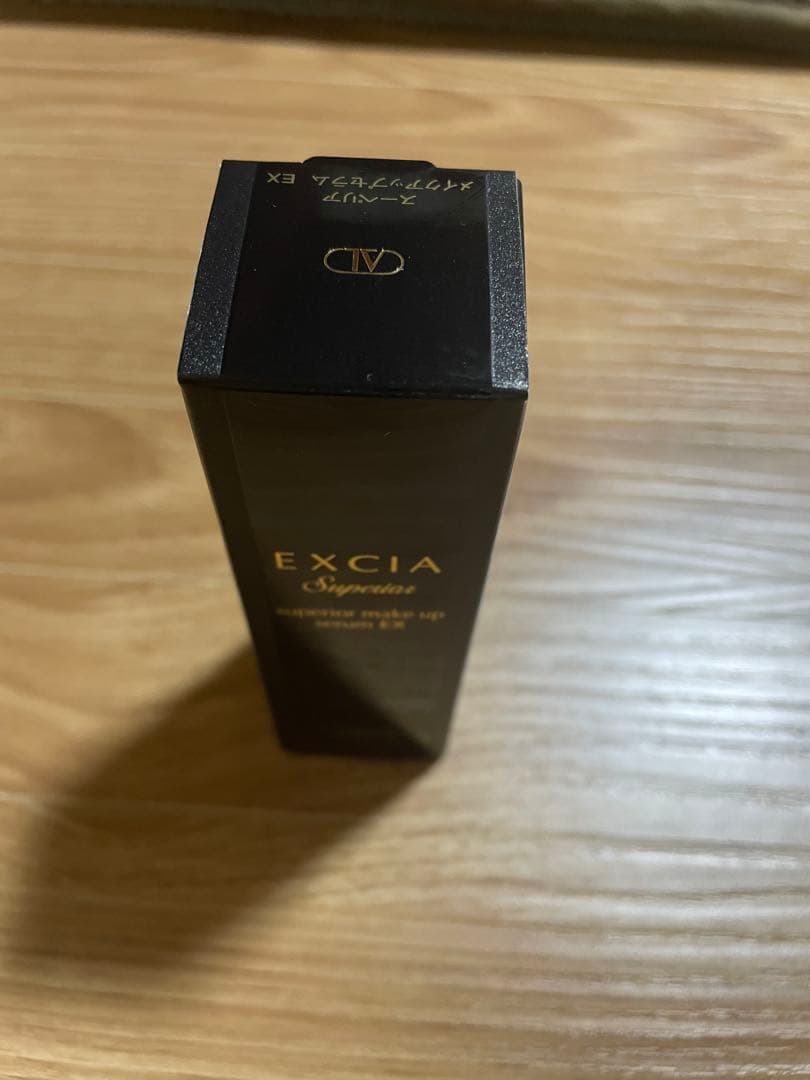 スーペリア
メイクアップセラム EX
EXCIA
Superior
superior make up
serum EX